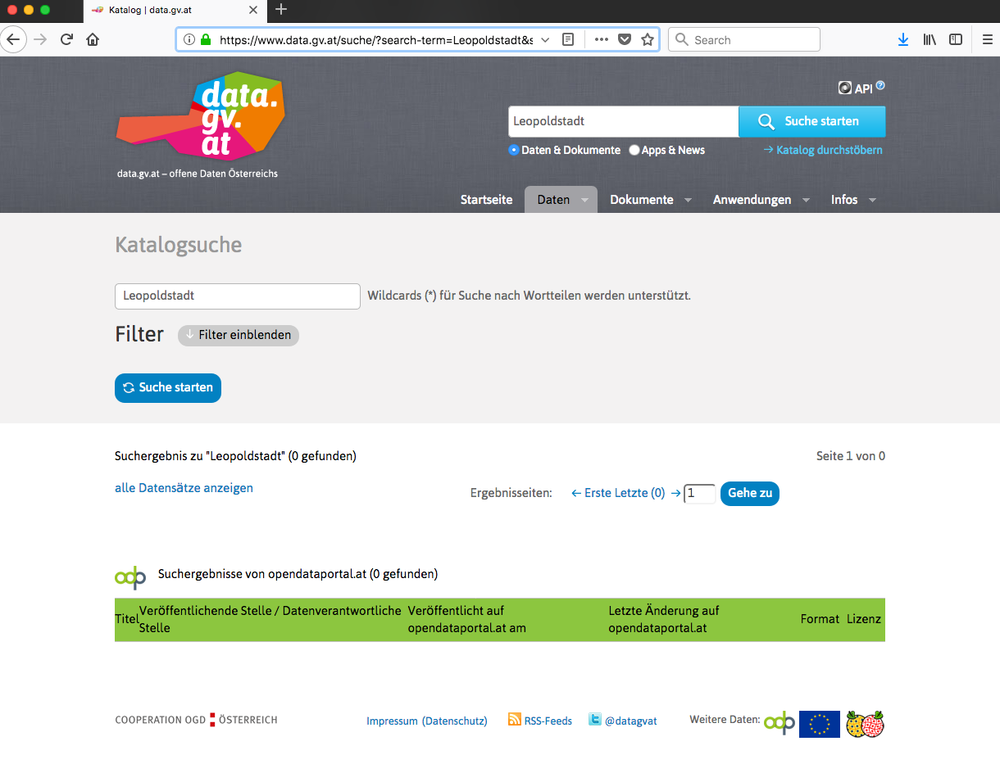 Katalog | data.gv.at
https://www.data.gv.at/suche/?search-term=Leopoldstadt&s
Search
data.
gv.
at
data.gv.at – offene Daten Österreichs
API ?
Leopoldstadt
Suche starten
Daten & Dokumente Apps & News
→ Katalog durchstöbern
Startseite Daten Dokumente Anwendungen Infos
Katalogsuche
Leopoldstadt
Wildcards (*) für Suche nach Wortteilen werden unterstützt.
Filter
↓ Filter einblenden
Suche starten
Suchergebnis zu "Leopoldstadt" (0 gefunden)
Seite 1 von 0
alle Datensätze anzeigen
Ergebnisseiten: ← Erste Letzte (0) → 1 Gehe zu
odp
Suchergebnisse von opendataportal.at (0 gefunden)
Titel
Veröffentlichende Stelle / Datenverantwortliche
Stelle
Veröffentlicht auf
opendataportal.at am
Letzte Änderung auf
opendataportal.at
Format
Lizenz
COOPERATION OGD ÖSTERREICH
Impressum (Datenschutz)
RSS-Feeds
@datagvat
Weitere Daten:
odp